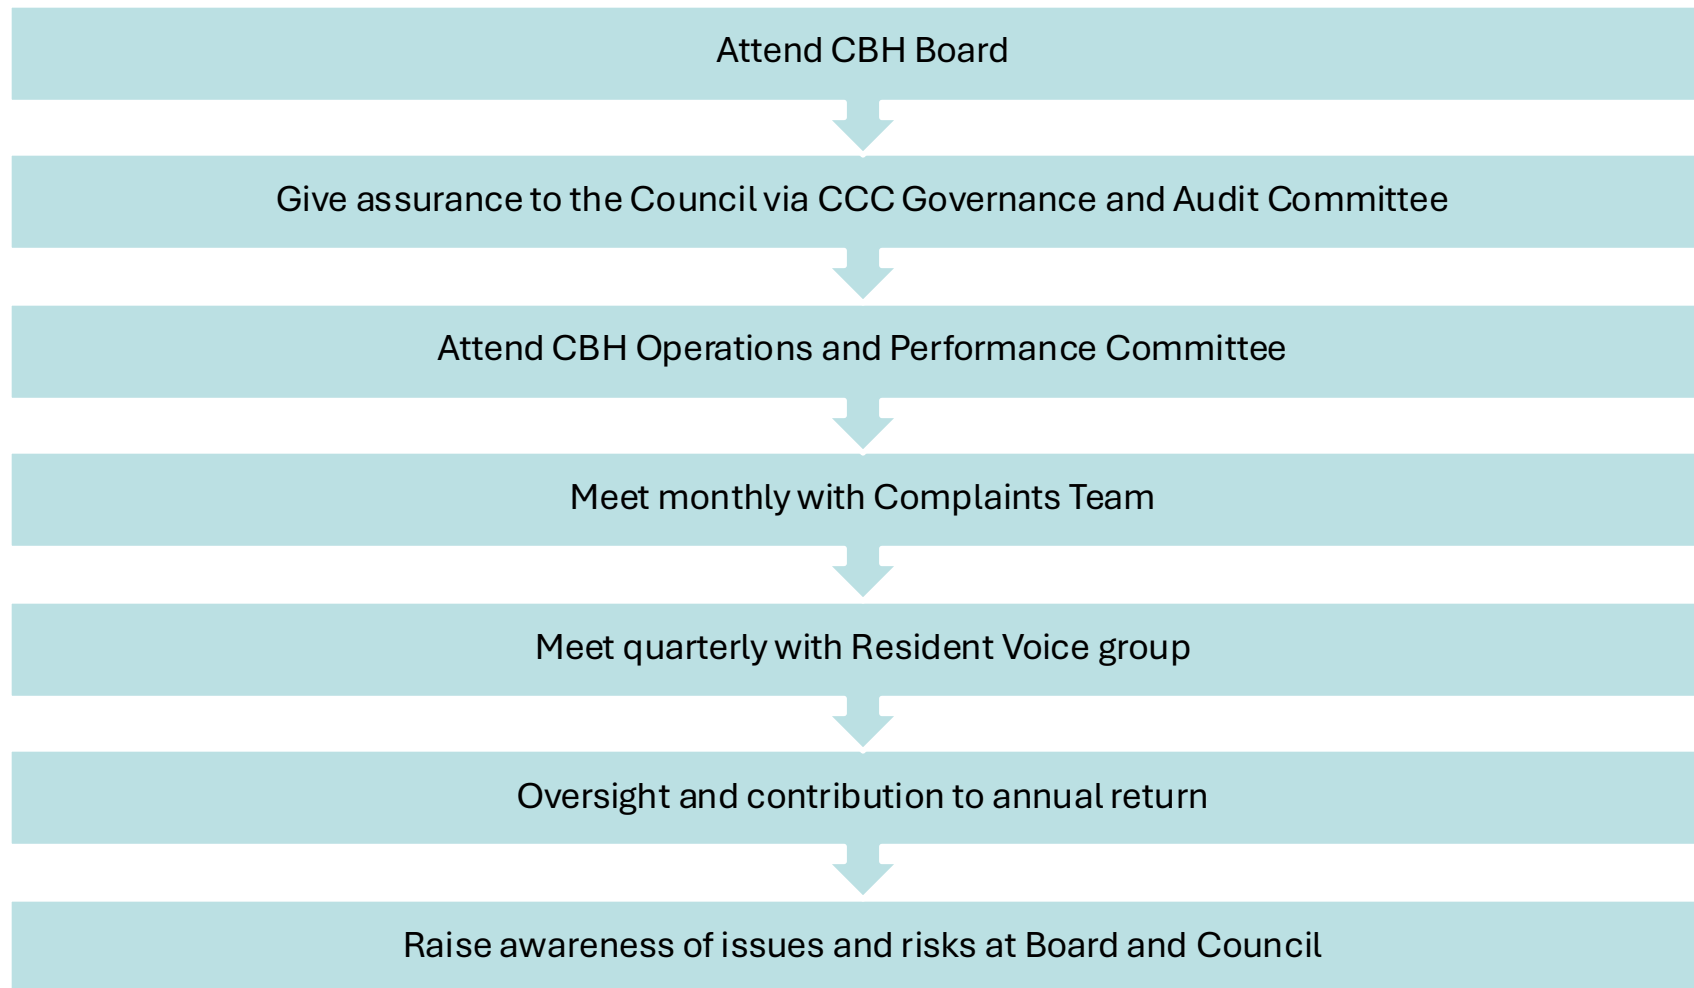 Attend CBH Board
Give assurance to the Council via CCC Governance and Audit Committee
Attend CBH Operations and Performance Committee
Meet monthly with Complaints Team
Meet quarterly with Resident Voice group
Oversight and contribution to annual return
Raise awareness of issues and risks at Board and Council